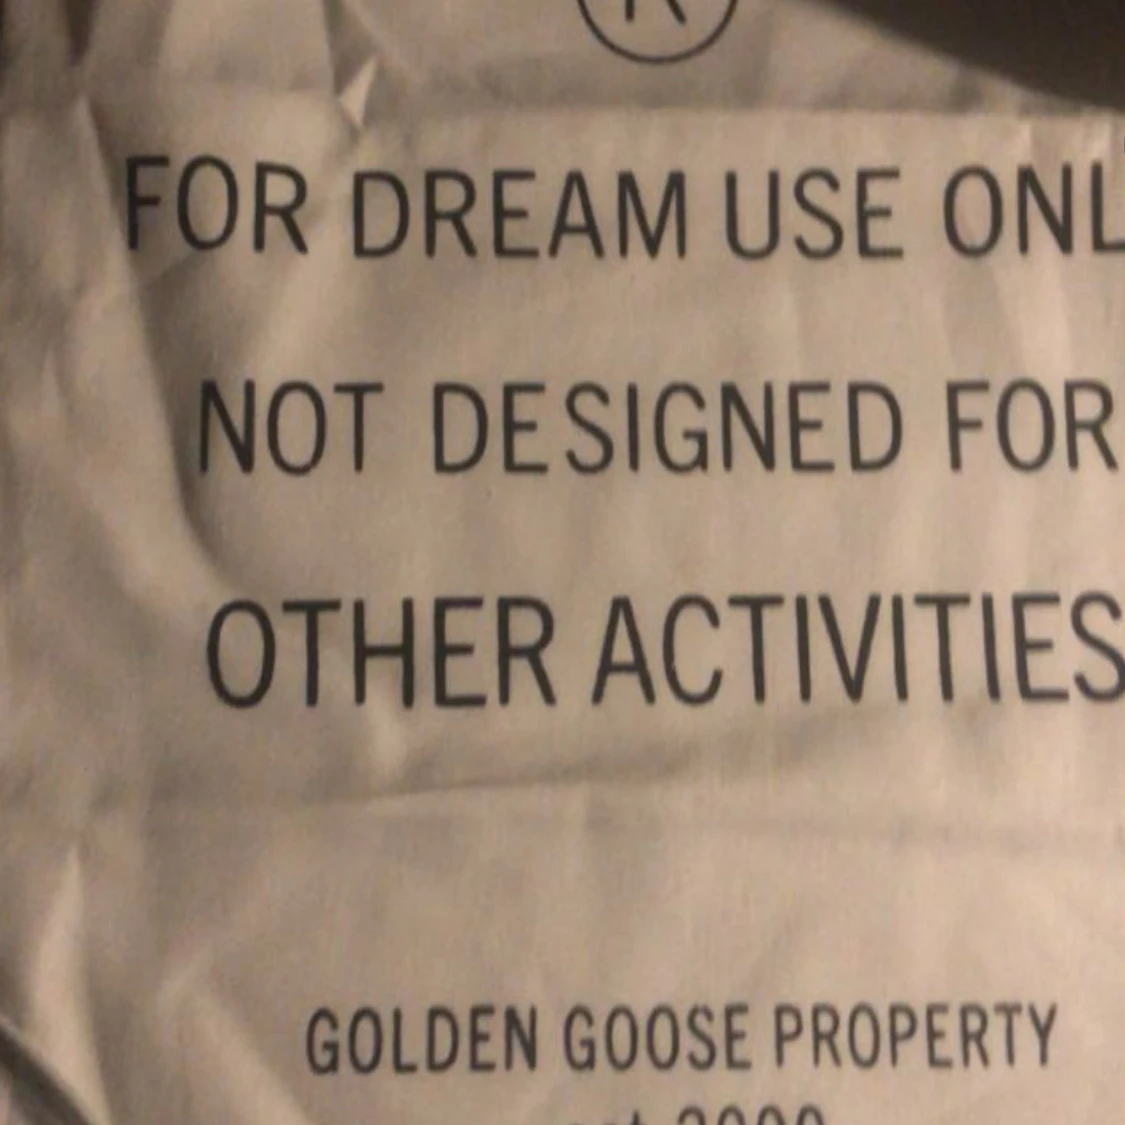 R
FOR DREAM USE ONL
NOT DESIGNED FOR
OTHER ACTIVITIES
GOLDEN GOOSE PROPERTY